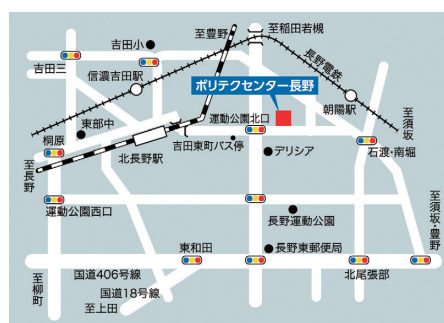 至豊野
至稲田若槻
吉田小
吉田三
信濃吉田駅
長野電鉄
ポリテクセンター長野
朝陽駅
至須坂
東部中
運動公園北口
桐原
吉田東町バス停
北長野駅
デリシア
石渡・南堀
至長野
至須坂・豊野
運動公園西口
長野運動公園
東和田
長野東郵便局
国道406号線
北尾張部
至柳町
国道18号線
至上田